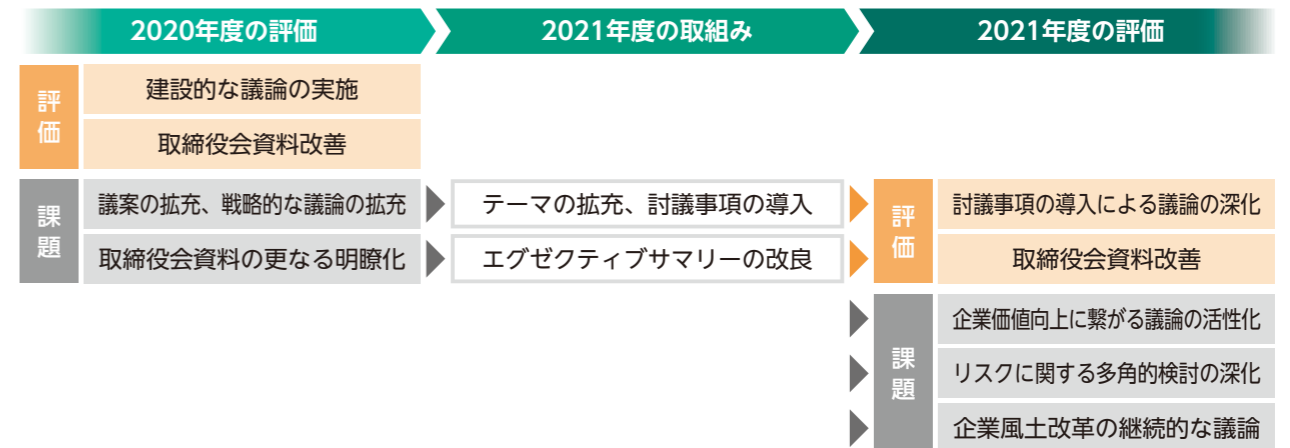 2020年度の評価
2021年度の取組み
2021年度の評価
評価
建設的な議論の実施
取締役会資料改善
課題
議案の拡充、戦略的な議論の拡充
テーマの拡充、討議事項の導入
評価
討議事項の導入による議論の深化
取締役会資料の更なる明瞭化
エグゼクティブサマリーの改良
取締役会資料改善
課題
企業価値向上に繋がる議論の活性化
リスクに関する多角的検討の深化
企業風土改革の継続的な議論